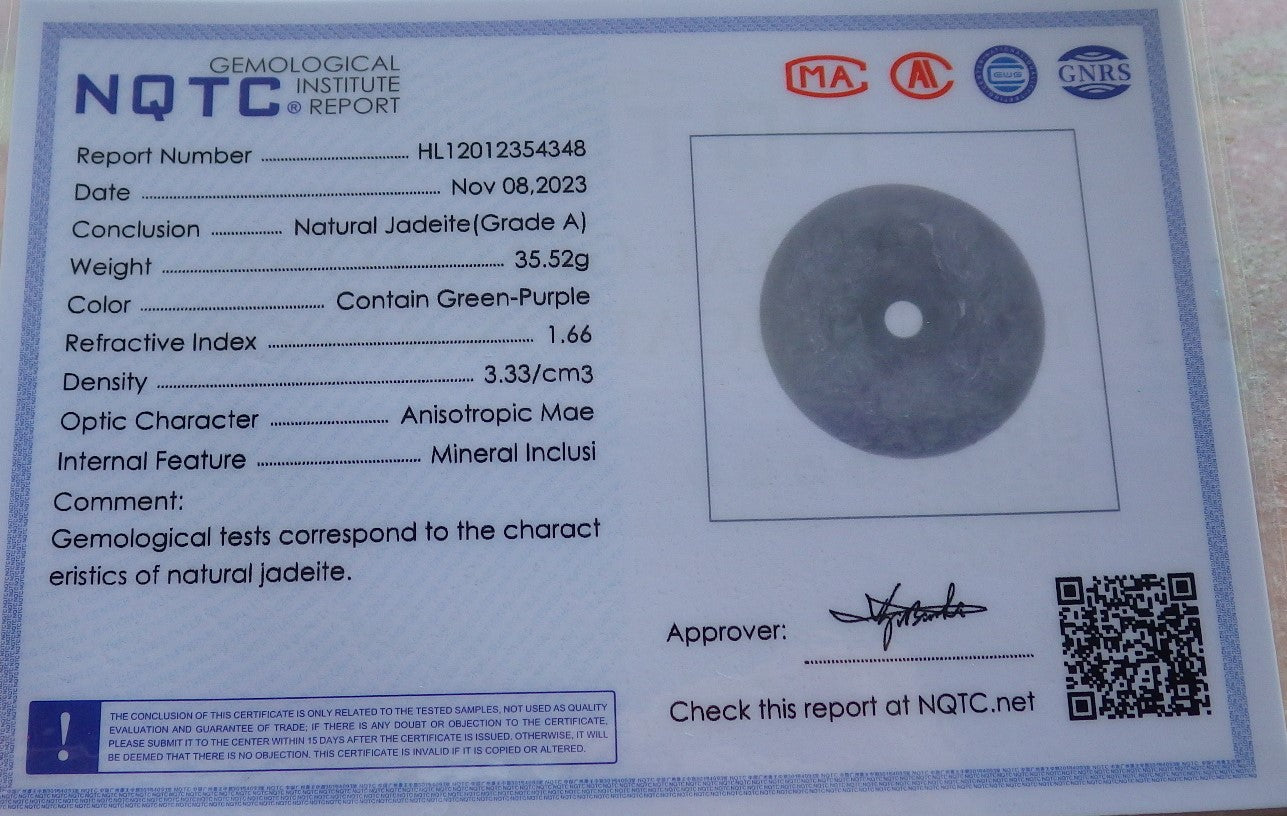 GEMOLOGICAL
NQTC INSTITUTE
® REPORT
MA
GNRS
Report Number HL12012354348
Date Nov 08,2023
Conclusion Natural Jadeite(Grade A)
Weight 35.52g
Color Contain Green-Purple
Refractive Index 1.66
Density 3.33/cm3
Optic Character Anisotropic Mae
Internal Feature Mineral Inclusi
Comment:
Gemological tests correspond to the charact
eristics of natural jadeite.
Approver:
Check this report at NQTC.net
! THE CONCLUSION OF THIS CERTIFICATE IS ONLY RELATED TO THE TESTED SAMPLES, NOT USED AS QUALITY
EVALUATION AND GUARANTEE OF TRADE; IF THERE IS ANY DOUBT OR OBJECTION TO THE CERTIFICATE,
PLEASE SUBMIT IT TO THE CENTER WITHIN 15 DAYS AFTER THE CERTIFICATE IS ISSUED. OTHERWISE, IT WILL
BE DEEMED THAT THERE IS NO OBJECTION. THIS CERTIFICATE IS INVALID IF IT IS COPIED OR ALTERED.